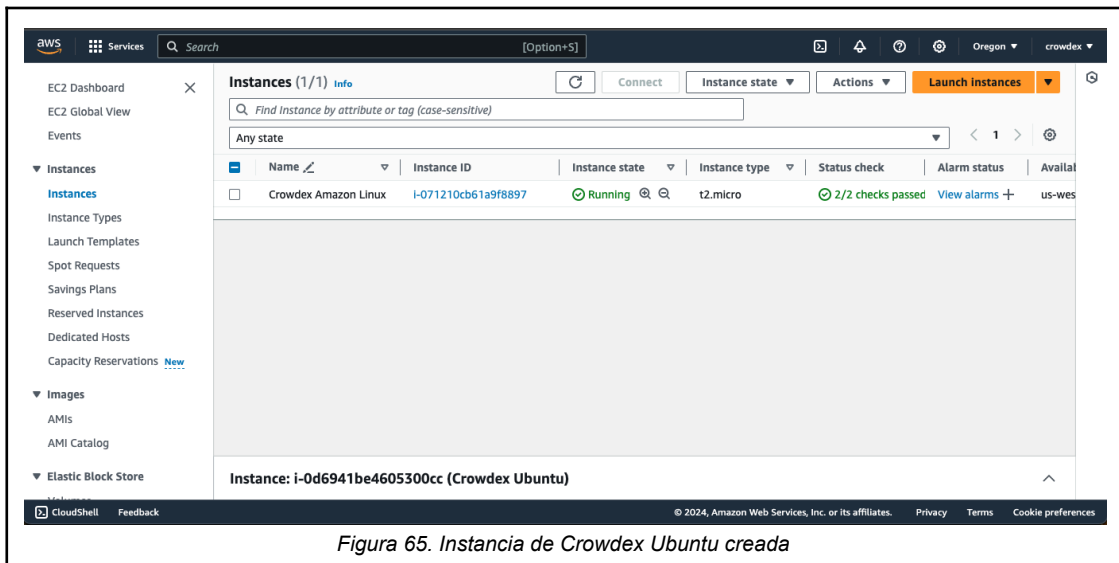 aws Services Search [Option+S] Oregon crowdex
EC2 Dashboard
EC2 Global View
Events
Instances
Instances
Instance Types
Launch Templates
Spot Requests
Savings Plans
Reserved Instances
Dedicated Hosts
Capacity Reservations New
Images
AMIs
AMI Catalog
Elastic Block Store
Instances (1/1) Info Connect Instance state Actions Launch instances
Find Instance by attribute or tag (case-sensitive)
Any state 1
Name Instance ID Instance state Instance type Status check Alarm status Availal
Crowdex Amazon Linux i-071210cb61a9f8897 Running t2.micro 2/2 checks passed View alarms + us-wes
Instance: i-0d6941be4605300cc (Crowdex Ubuntu)
CloudShell Feedback © 2024, Amazon Web Services, Inc. or its affiliates. Privacy Terms Cookie preferences
Figura 65. Instancia de Crowdex Ubuntu creada